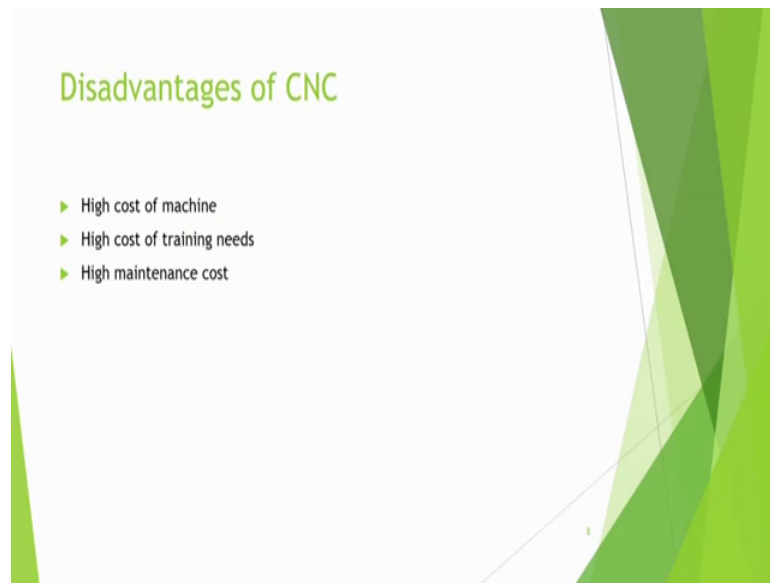 Disadvantages of CNC
High cost of machine
High cost of training needs
High maintenance cost